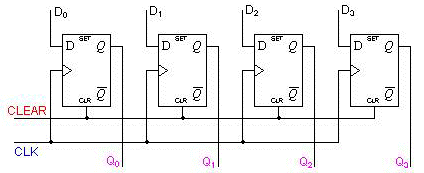 D0 D1 D2 D3
SET SET SET SET
D Q D Q D Q D Q
Q Q Q Q
CLR CLR CLR CLR
CLEAR
CLK
Q0 Q1 Q2 Q3